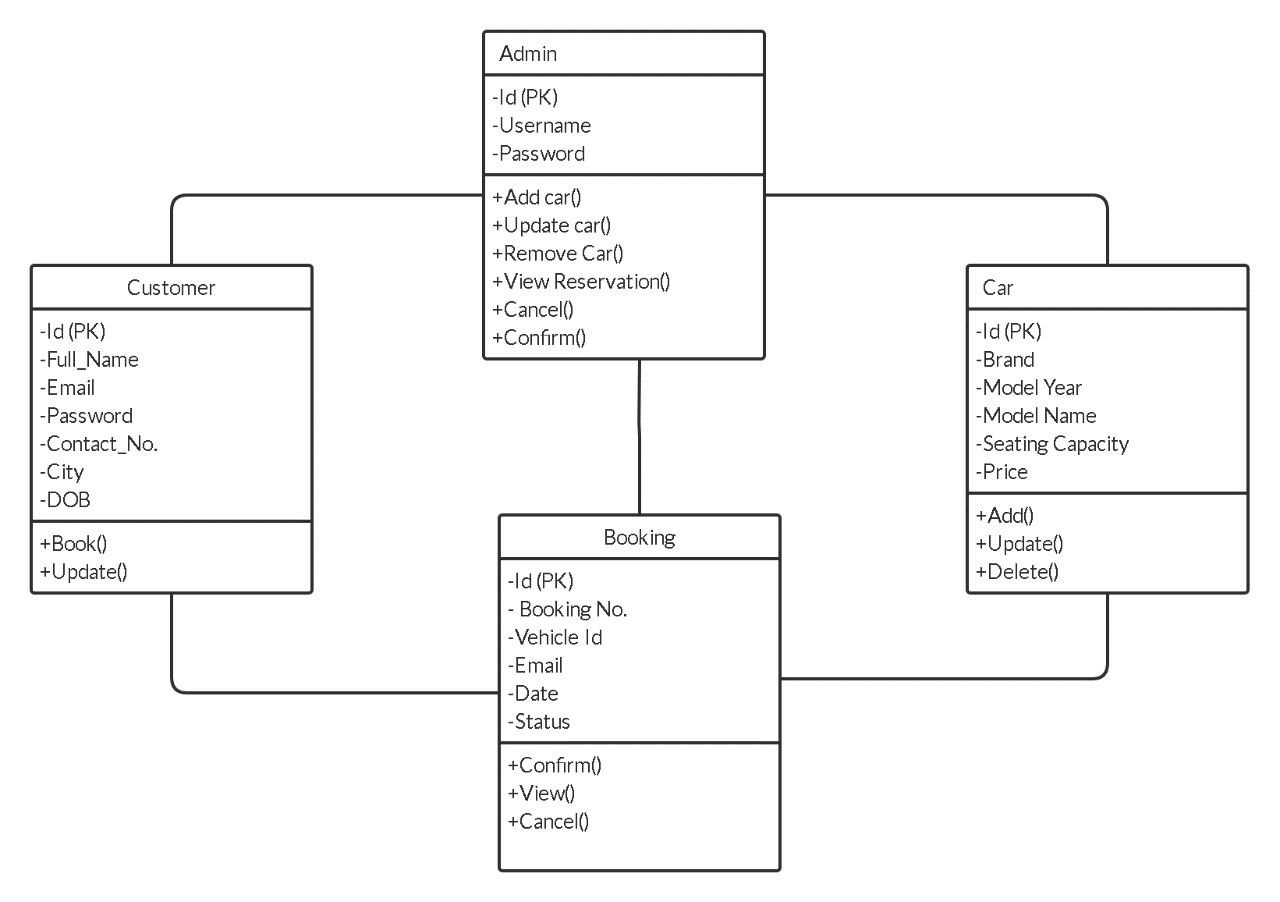 Admin
-Id (PK)
-Username
-Password
+Add car()
+Update car()
+Remove Car()
+View Reservation()
+Cancel()
+Confirm()
Customer
-Id (PK)
-Full_Name
-Email
-Password
-Contact_No.
-City
-DOB
+Book()
+Update()
Car
-Id (PK)
-Brand
-Model Year
-Model Name
-Seating Capacity
-Price
+Add()
+Update()
+Delete()
Booking
-Id (PK)
- Booking No.
-Vehicle Id
-Email
-Date
-Status
+Confirm()
+View()
+Cancel()